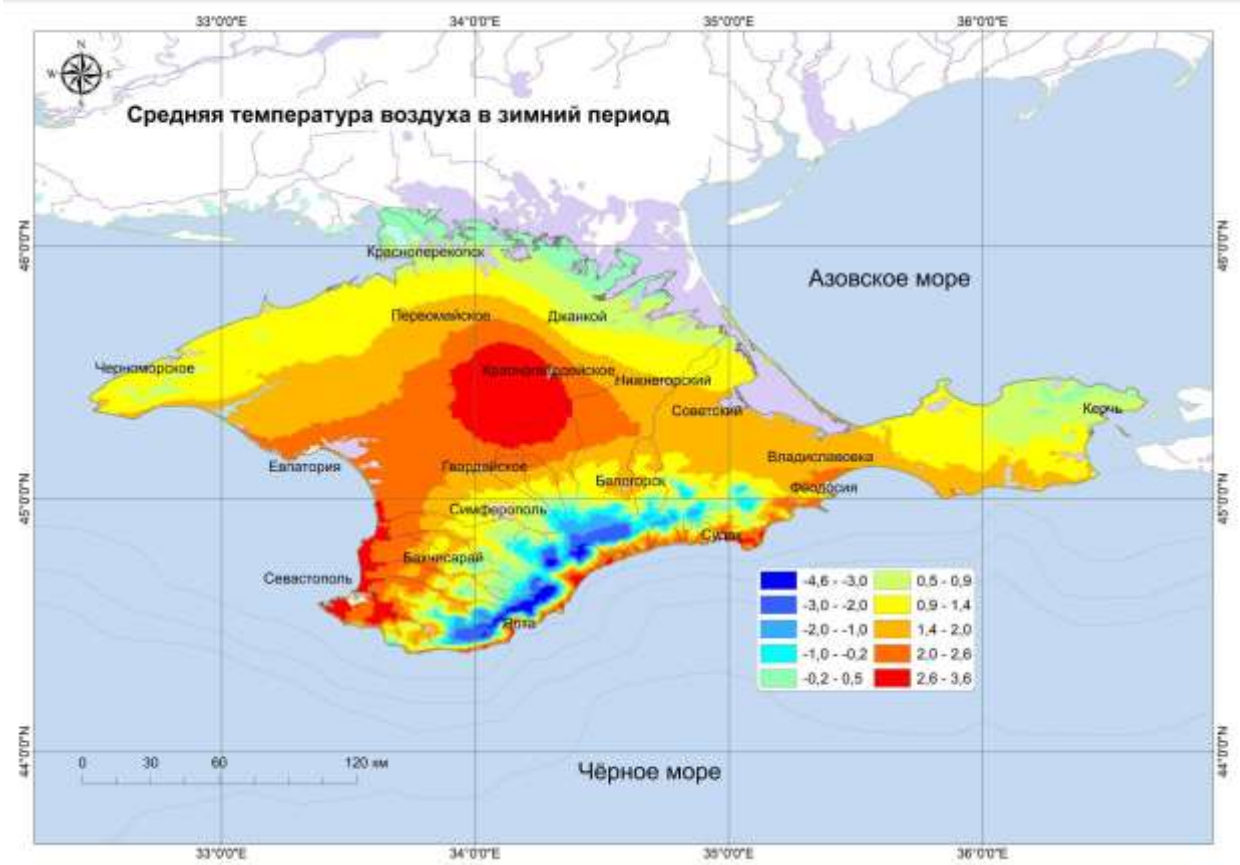 33°0'0"E 34°0'0"E 35°0'0"E 36°0'0"E
N
W E
S
Средняя температура воздуха в зимний период
46°0'0"N 46°0'0"N
Красноперекопск
Азовское море
Первомайское
Джанкой
Черноморское
Красногвардейское
Нижнегорский
Советский
Керчь
Владиславовка
Евпатория
Гвардейское
Белогорск
Феодосия
45°0'0"N 45°0'0"N
Симферополь
Судак
Бахчисарай
Севастополь
Ялта
-4,6 - -3,0 0,5 - 0,9
-3,0 - -2,0 0,9 - 1,4
-2,0 - -1,0 1,4 - 2,0
-1,0 - -0,2 2,0 - 2,6
-0,2 - 0,5 2,6 - 3,6
44°0'0"N 44°0'0"N
0 30 60 120 км
Чёрное море
33°0'0"E 34°0'0"E 35°0'0"E 36°0'0"E